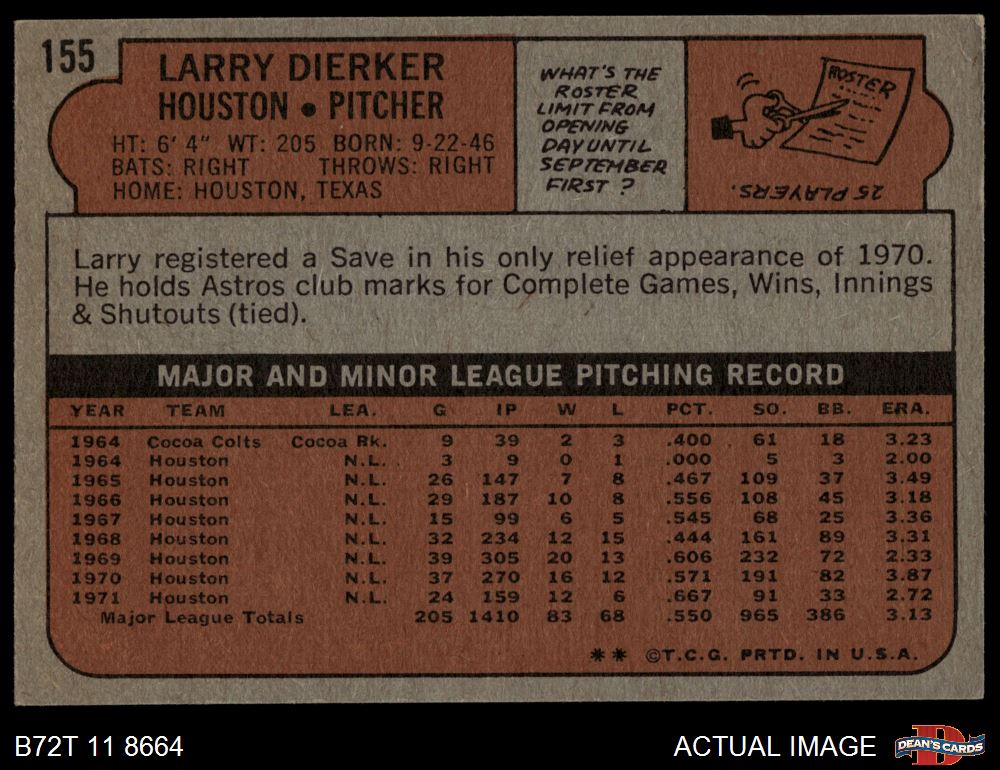 155
LARRY DIERKER
HOUSTON • PITCHER
HT: 6' 4" WT: 205 BORN: 9-22-46
BATS: RIGHT THROWS: RIGHT
HOME: HOUSTON, TEXAS
WHAT'S THE
ROSTER
LIMIT FROM
OPENING
DAY UNTIL
SEPTEMBER
FIRST ?
ROSTER
25 PLAYERS.
Larry registered a Save in his only relief appearance of 1970.
He holds Astros club marks for Complete Games, Wins, Innings
& Shutouts (tied).
MAJOR AND MINOR LEAGUE PITCHING RECORD
YEAR TEAM LEA. G IP W L PCT. SO. BB. ERA.
1964 Cocoa Colts Cocoa Rk. 9 39 2 3 .400 61 18 3.23
1964 Houston N.L. 3 9 0 1 .000 5 3 2.00
1965 Houston N.L. 26 147 7 8 .467 109 37 3.49
1966 Houston N.L. 29 187 10 8 .556 108 45 3.18
1967 Houston N.L. 15 99 6 5 .545 68 25 3.36
1968 Houston N.L. 32 234 12 15 .444 161 89 3.31
1969 Houston N.L. 39 305 20 13 .606 232 72 2.33
1970 Houston N.L. 37 270 16 12 .571 191 82 3.87
1971 Houston N.L. 24 159 12 6 .667 91 33 2.72
Major League Totals 205 1410 83 68 .550 965 386 3.13
** ©T.C.G. PRTD. IN U.S.A.
B72T 11 8664
ACTUAL IMAGE
D
DEAN'S CARDS